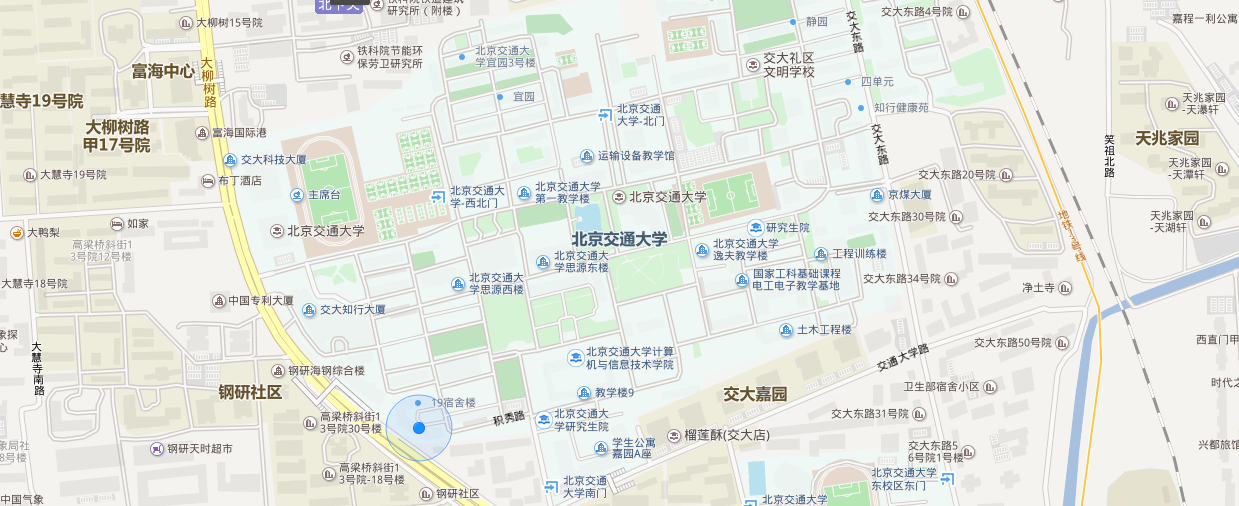 北下关
研究所（附楼）
大柳树15号院
大柳树路
铁科院节能环
保劳卫研究所
北京交通大
学宜园3号楼
宜园
静园
交大东路
交大东路4号院
嘉程一利公寓
交大礼区
文明学校
四单元
知行健康苑
富海中心
慧寺19号院
大柳树路
甲17号院
富海国际港
交大科技大厦
布丁酒店
大慧寺19号院
北京交通
大学-北门
运输设备教学馆
交大东路
笑祖北路
天兆家园
-天瀑轩
天兆家园
天兆家园
-天潭轩
天兆家园
-天湖轩
主席台
北京交通大
学-西北门
北京交通大学
第一教学楼
北京交通大学
京煤大厦
交大东路20号院
交大东路30号院
地铁13号线
如家
大鸭梨
高梁桥斜街1
3号院12号楼
北京交通大学
北京交通大学
研究生院
北京交通大学
逸夫教学楼
工程训练楼
北京交通大
学思源东楼
北京交通大
学思源西楼
国家工科基础课程
电工电子教学基地
交大东路34号院
净土寺
大慧寺18号院
中国专利大厦
交大知行大厦
土木工程楼
大慧寺南路
交通大学路
交大东路50号院
西直门甲
北京交通大学计算
机与信息技术学院
钢研海钢综合楼
钢研社区
教学楼9
交大嘉园
卫生部宿舍小区
时代之
19宿舍楼
积秀路
高梁桥斜街1
3号院30号楼
北京交通大
学研究生院
交大东路31号院
榴莲酥(交大店)
学生公寓
嘉园A座
钢研天时超市
兴都旅馆
交大东路5
6号院1号楼
高梁桥斜街1
3号院-18号楼
钢研社区
北京交通
大学南门
北京交通大学
东校区东门
北京交通大
学
中国气象